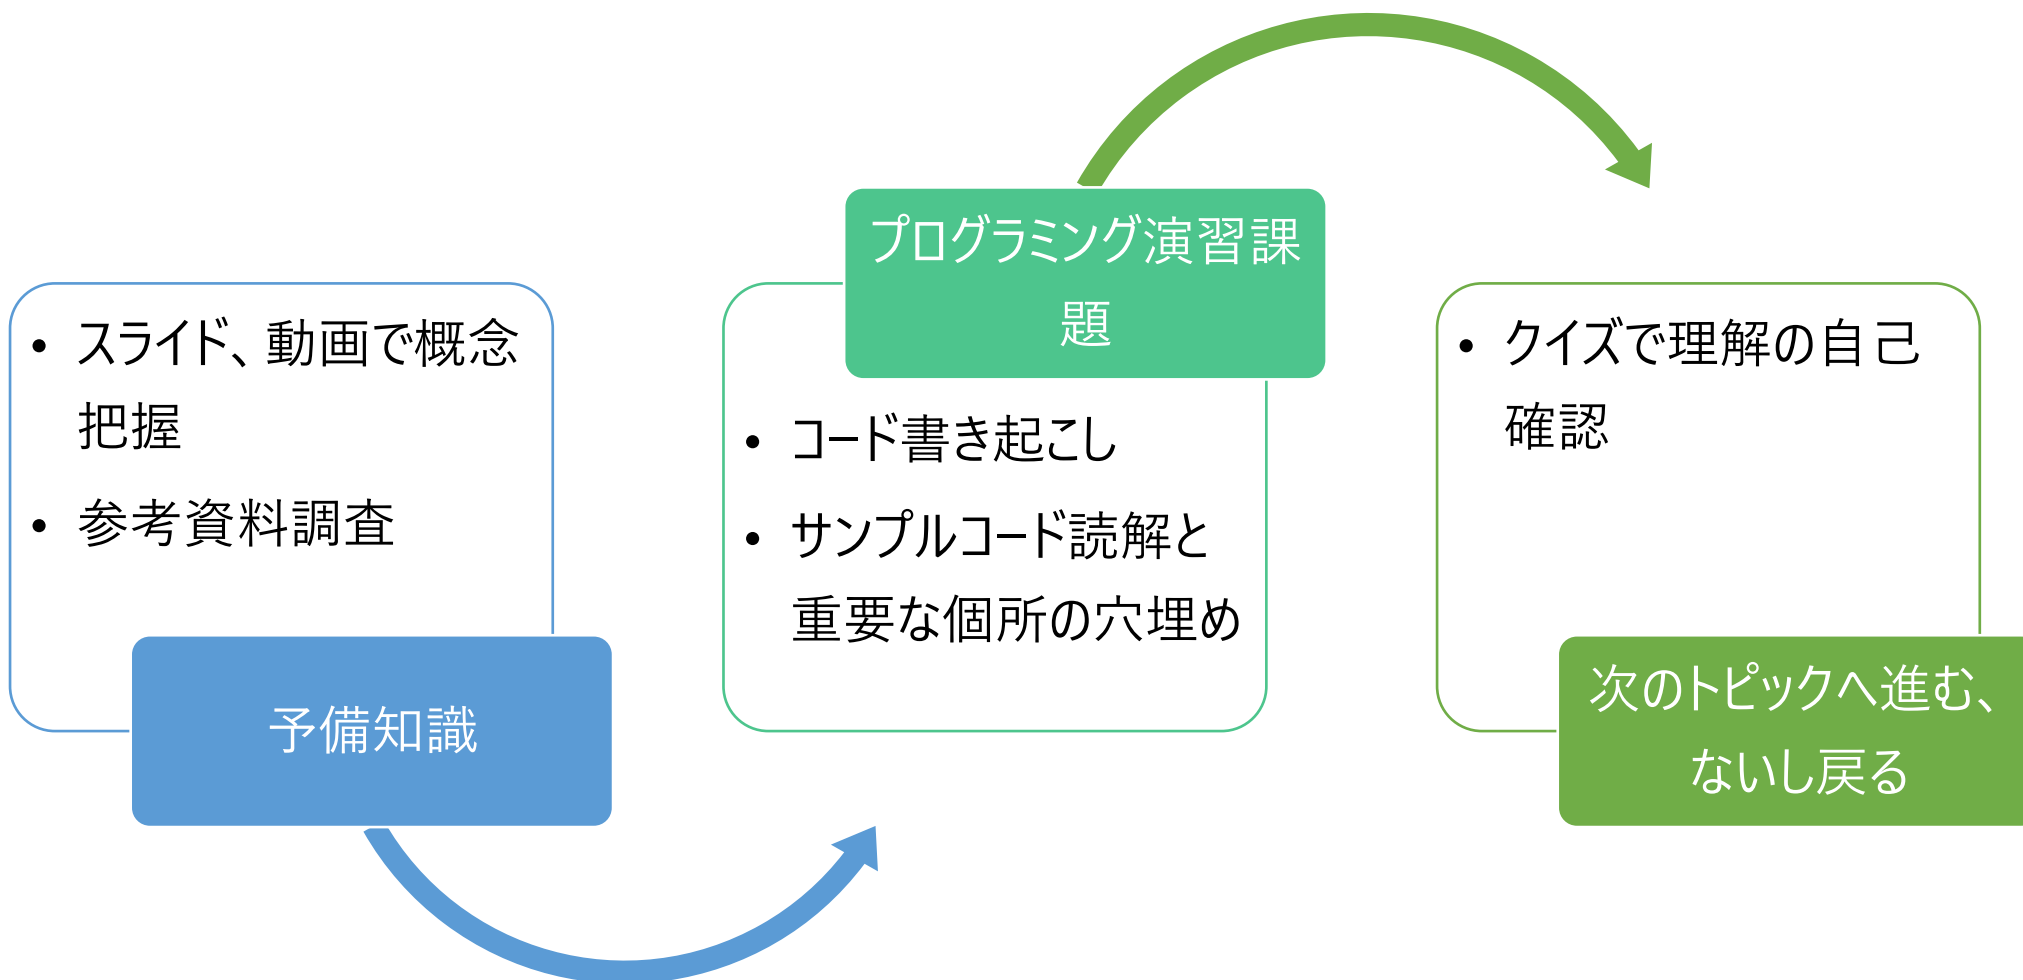 ・スライド、動画で概念
把握
・参考資料調査
予備知識
プログラミング演習課
題
・コード書き起こし
・サンプルコード読解と
重要な個所の穴埋め
・クイズで理解の自己
確認
次のトピックへ進む、
ないし戻る